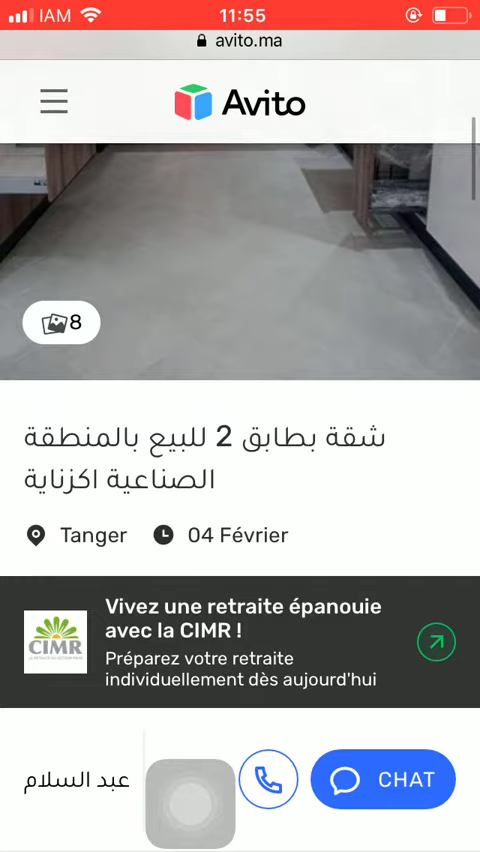 IAM
11:55
avito.ma
Avito
8
شقة بطابق 2 للبيع بالمنطقة
الصناعية اكزناية
Tanger
04 Février
Vivez une retraite épanouie
avec la CIMR !
CIMR
Préparez votre retraite
individuellement dès aujourd'hui
عبد السلام
CHAT